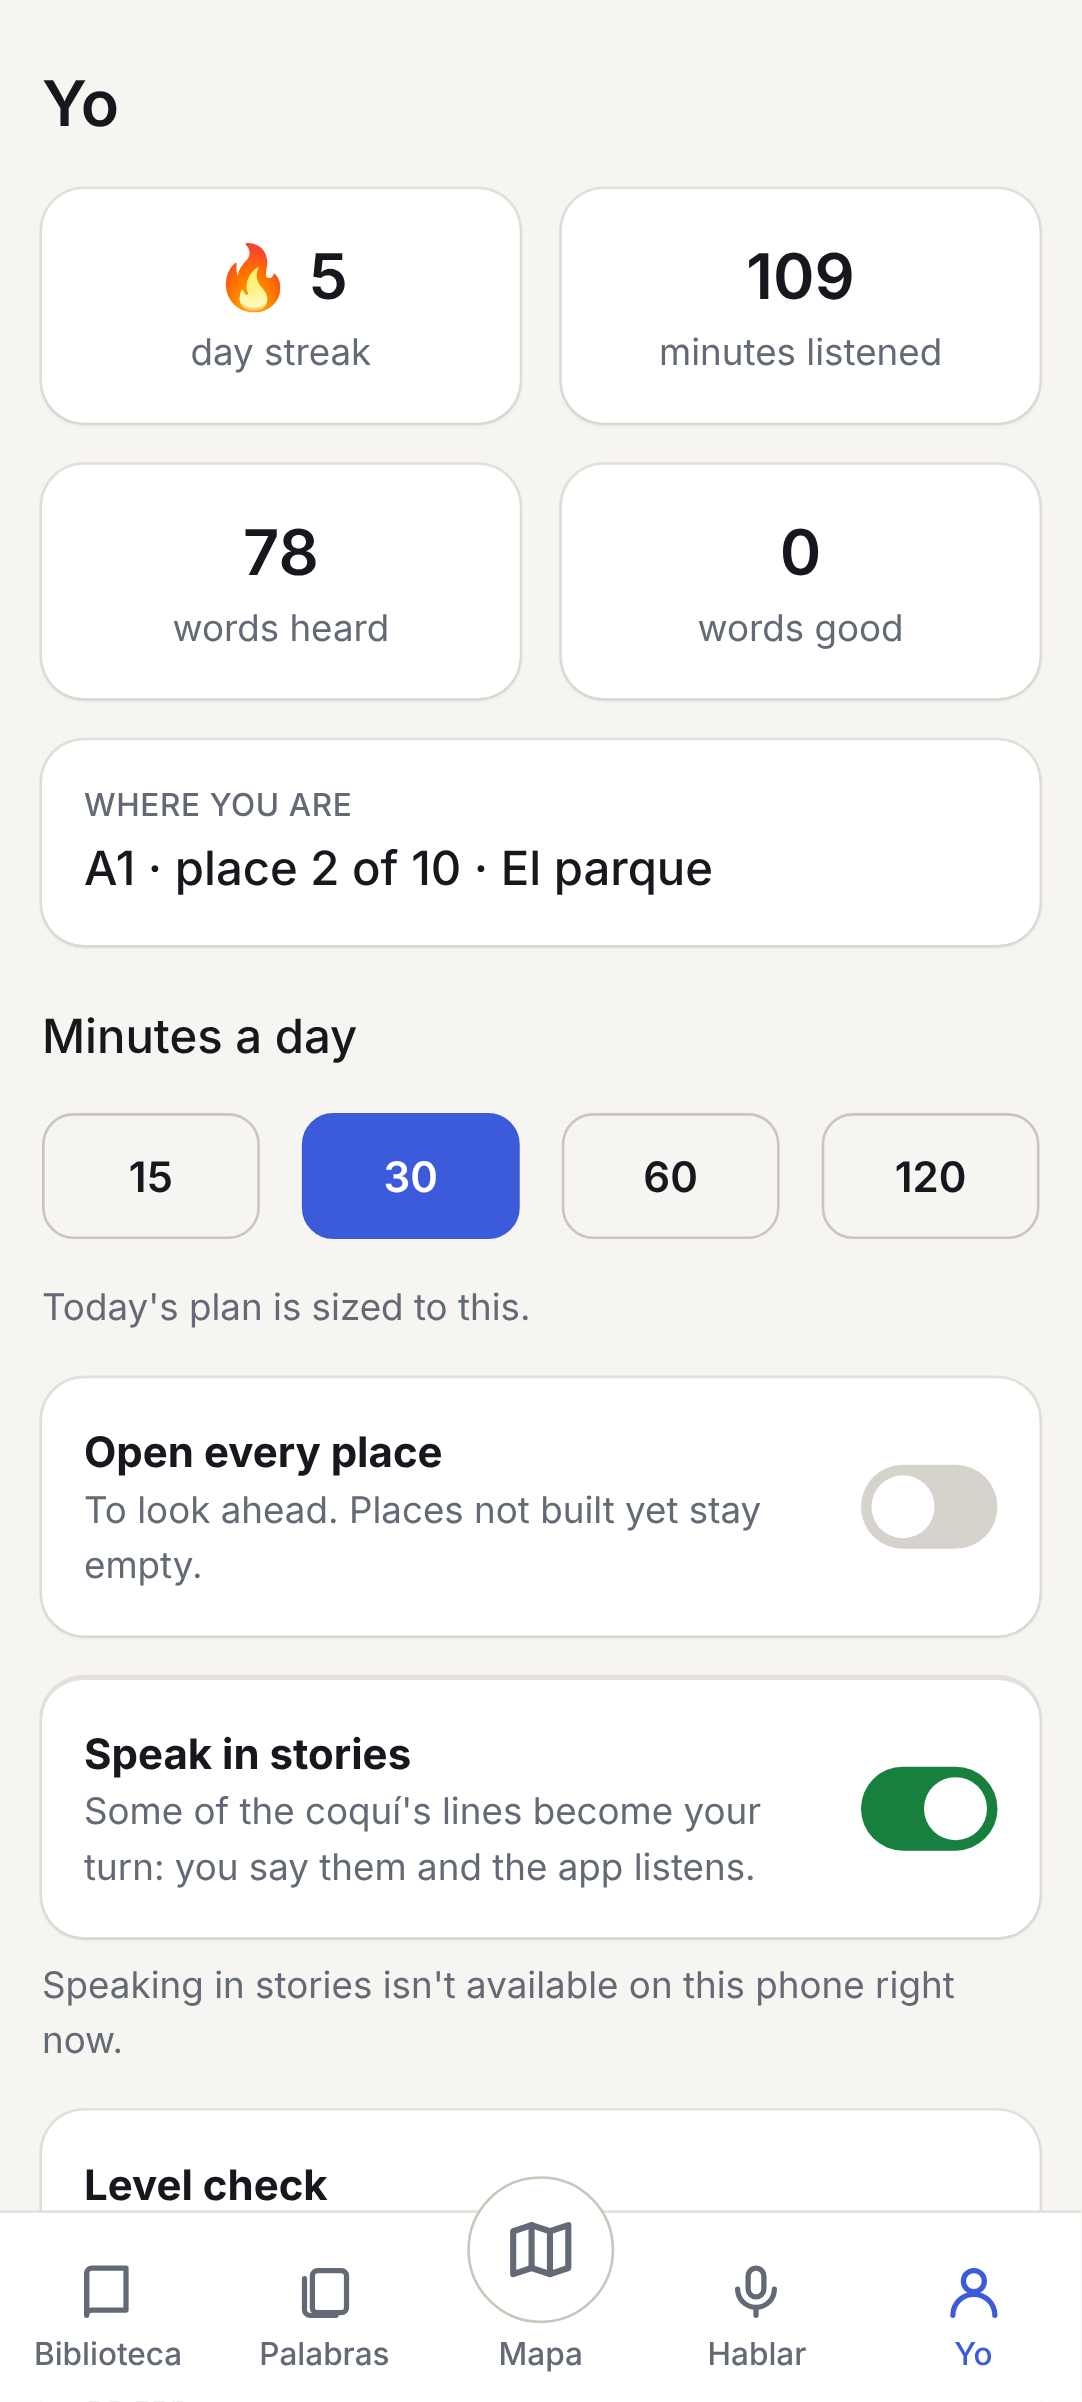 Yo
🔥 5
day streak
109
minutes listened
78
words heard
0
words good
WHERE YOU ARE
A1 · place 2 of 10 · El parque
Minutes a day
15
30
60
120
Today's plan is sized to this.
Open every place
To look ahead. Places not built yet stay
empty.
Speak in stories
Some of the coquí's lines become your
turn: you say them and the app listens.
Speaking in stories isn't available on this phone right
now.
Level check
Biblioteca
Palabras
Mapa
Hablar
Yo